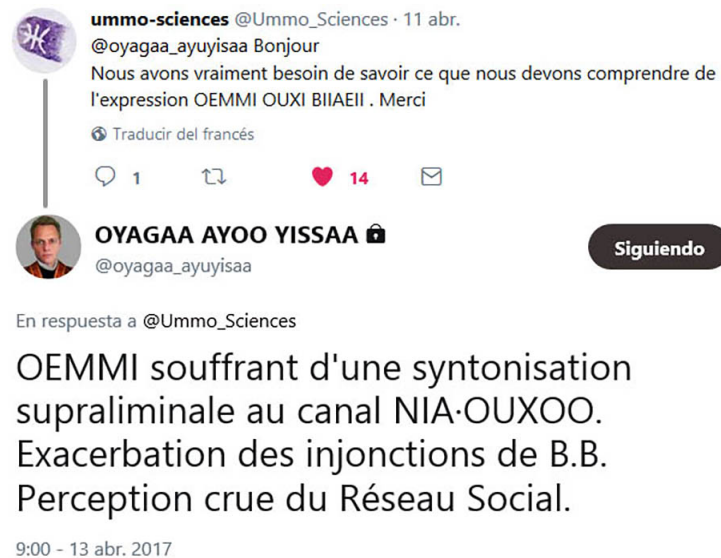 ummo-sciences @Ummo_Sciences · 11 abr.
@oyagaa_ayuyisaa Bonjour
Nous avons vraiment besoin de savoir ce que nous devons comprendre de
l'expression OEMMI OUXI BIIAEII . Merci
Traducir del francés
1 14
OYAGAA AYOO YISSAA
@oyagaa_ayuyisaa
Siguiendo
En respuesta a @Ummo_Sciences
OEMMI souffrant d'une syntonisation
supraliminale au canal NIA·OUXOO.
Exacerbation des injonctions de B.B.
Perception crue du Réseau Social.
9:00 - 13 abr. 2017